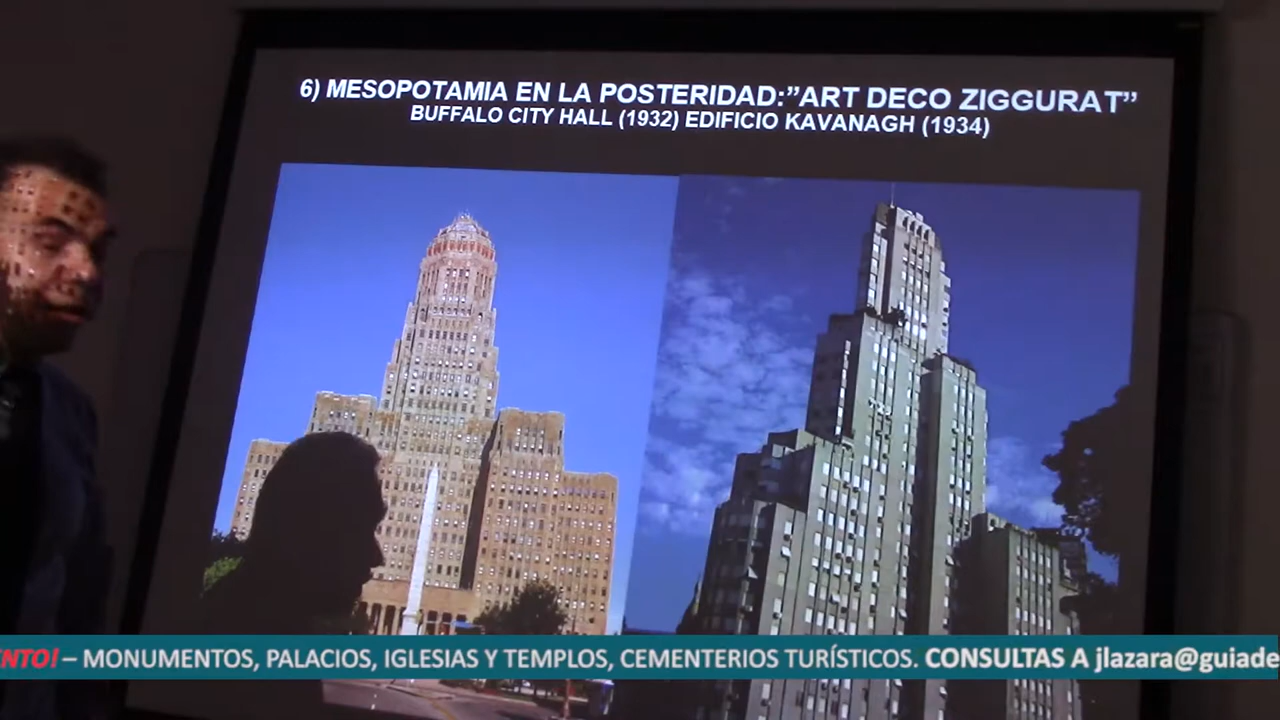 6) MESOPOTAMIA EN LA POSTERIDAD:”ART DECO ZIGGURAT”
BUFFALO CITY HALL (1932) EDIFICIO KAVANAGH (1934)
NTO! – MONUMENTOS, PALACIOS, IGLESIAS Y TEMPLOS, CEMENTERIOS TURÍSTICOS. CONSULTAS A jlazara@guiade